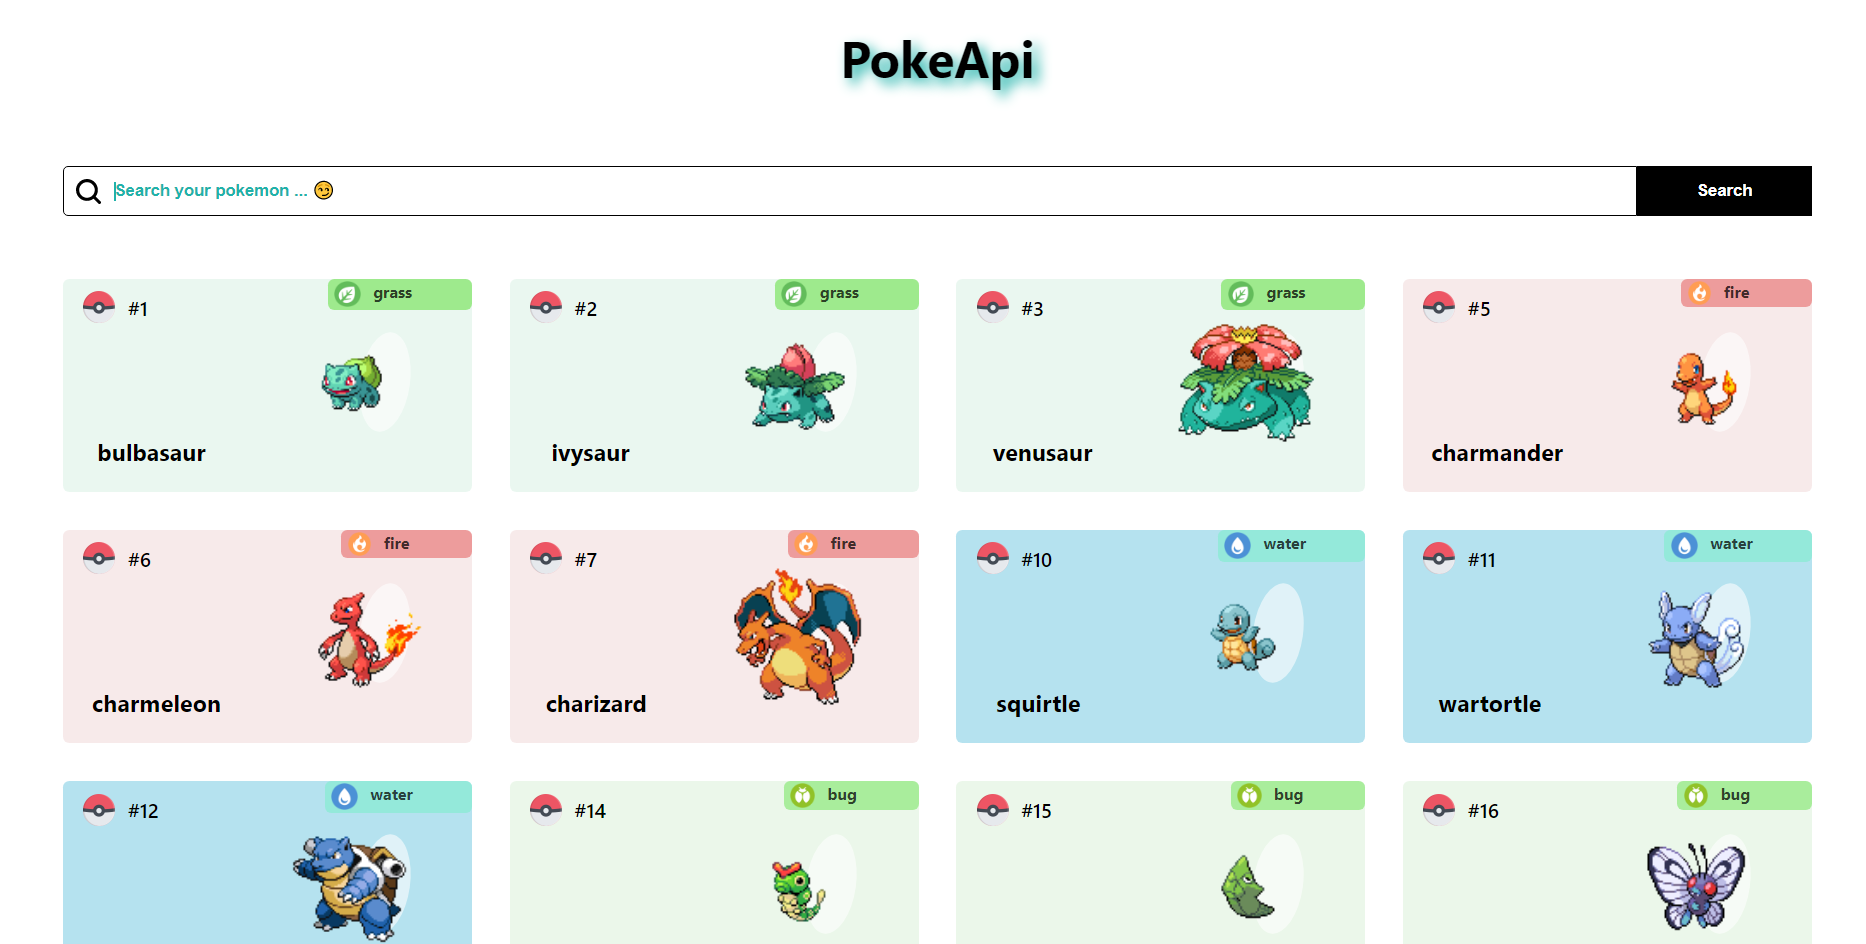 PokeApi
Search your pokemon ... 😏
Search
#1
grass
bulbasaur
#2
grass
ivysaur
#3
grass
venusaur
#5
fire
charmander
#6
fire
charmeleon
#7
fire
charizard
#10
water
squirtle
#11
water
wartortle
#12
water
#14
bug
#15
bug
#16
bug